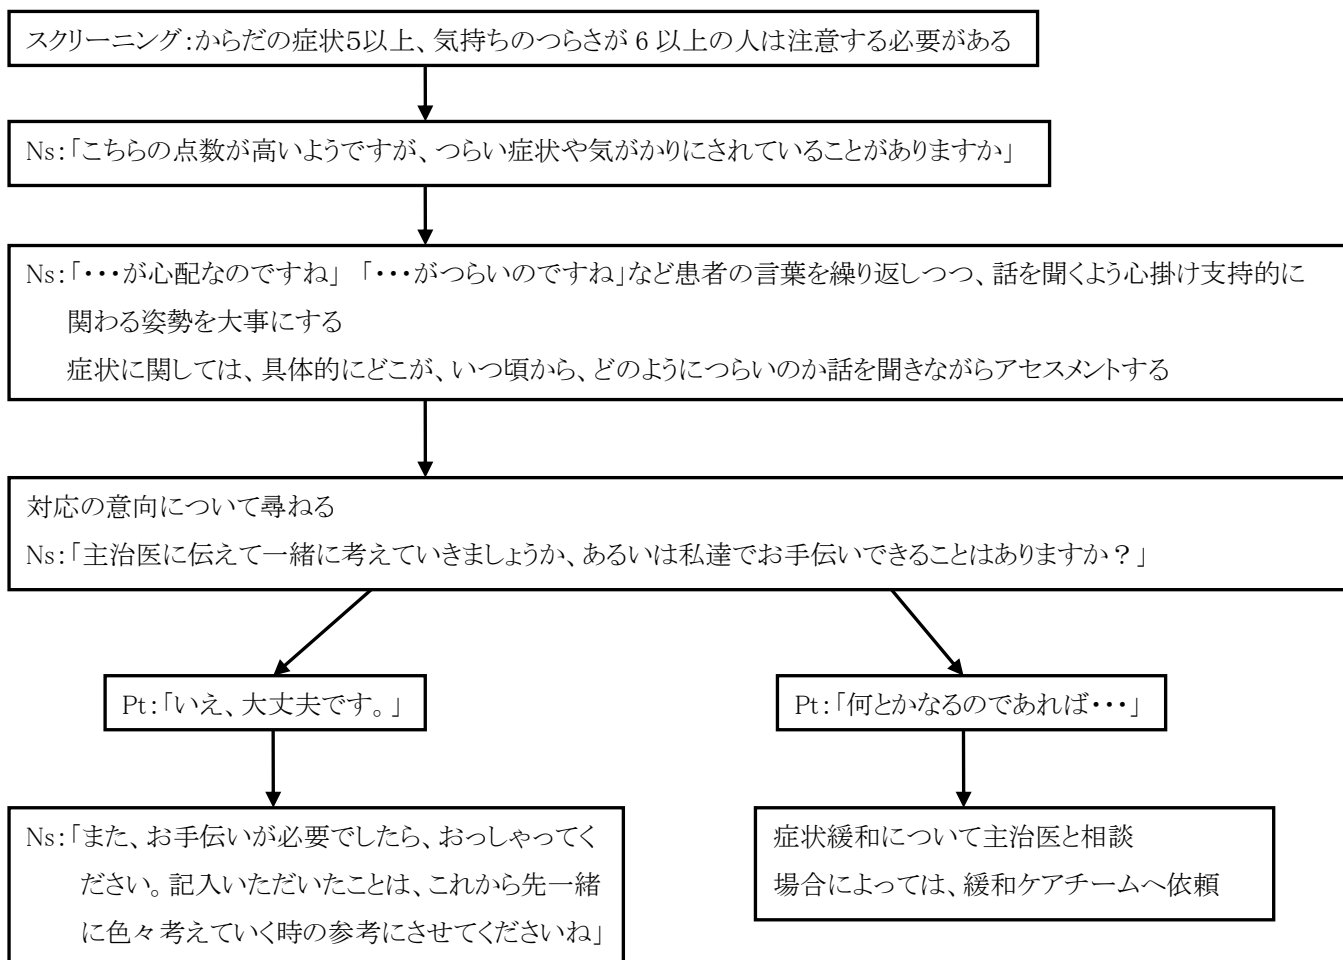 スクリーニング:からだの症状5以上、気持ちのつらさが 6 以上の人は注意する必要がある
Ns:「こちらの点数が高いようですが、つらい症状や気がかりにされていることがありますか」
Ns:「・・・が心配なのですね」 「・・・がつらいのですね」など患者の言葉を繰り返しつつ、話を聞くよう心掛け支持的に
関わる姿勢を大事にする
症状に関しては、具体的にどこが、いつ頃から、どのようにつらいのか話を聞きながらアセスメントする
対応の意向について尋ねる
Ns:「主治医に伝えて一緒に考えていきましょうか、あるいは私達でお手伝いできることはありますか？」
Pt:「いえ、大丈夫です。」
Pt:「何とかなるのであれば・・・」
Ns:「また、お手伝いが必要でしたら、おっしゃってく
ださい。記入いただいたことは、これから先一緒
に色々考えていく時の参考にさせてくださいね」
症状緩和について主治医と相談
場合によっては、緩和ケアチームへ依頼